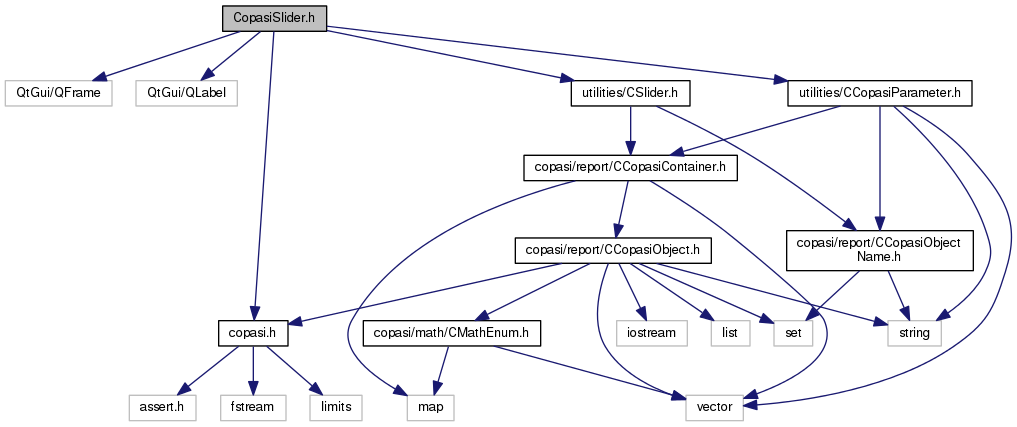 CopasiSlider.h
QtGui/QFrame
QtGui/QLabel
utilities/CSlider.h
utilities/CCopasiParameter.h
copasi/report/CCopasiContainer.h
copasi/report/CCopasiObject.h
copasi/report/CCopasiObject
Name.h
copasi.h
copasi/math/CMathEnum.h
iostream
list
set
string
assert.h
fstream
limits
map
vector